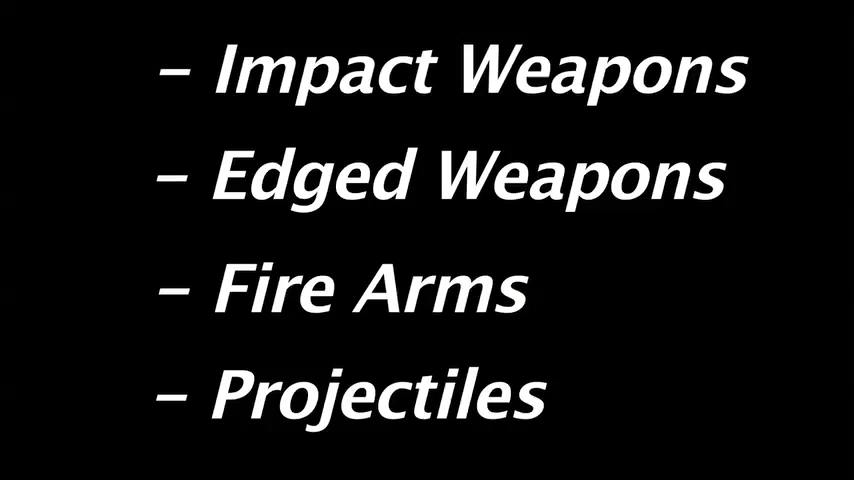 – Impact Weapons
– Edged Weapons
– Fire Arms
– Projectiles